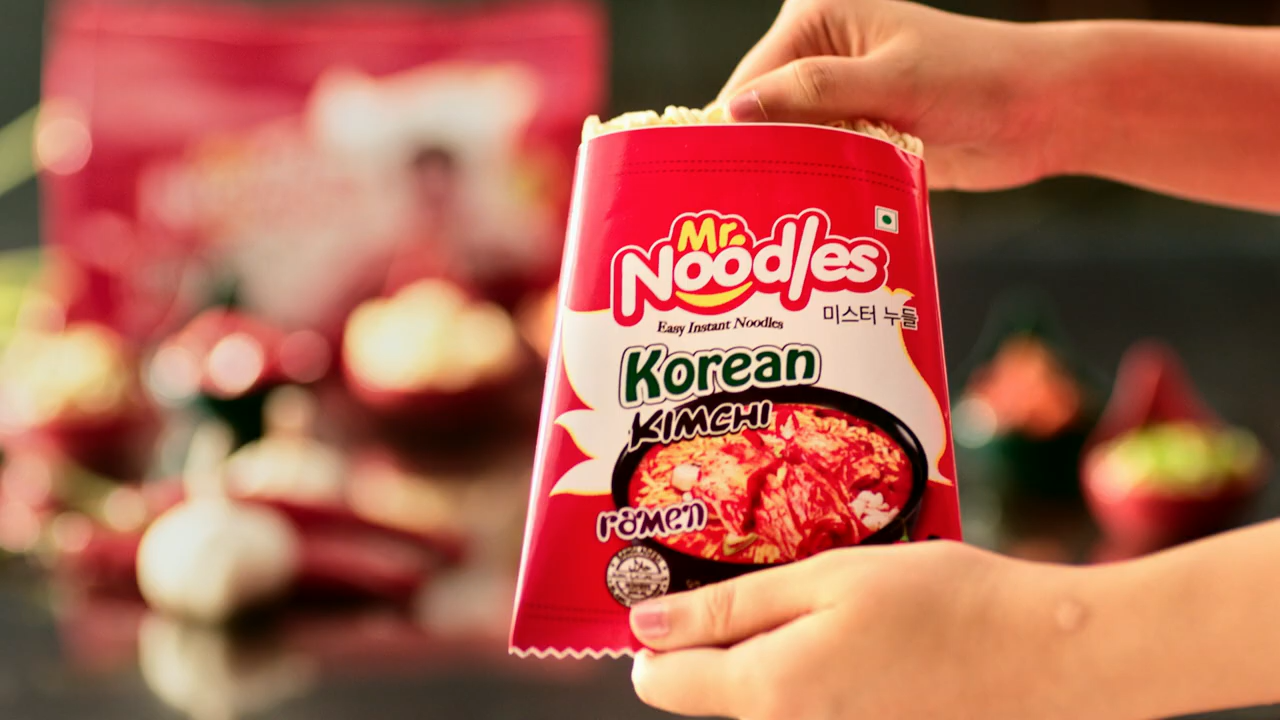 Mr.
Noodles
Easy Instant Noodles
미스터 누들
Korean
KIMCHI
ramen